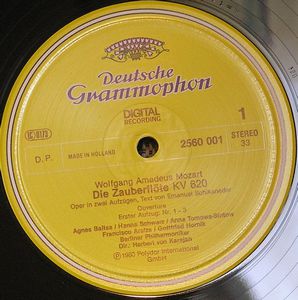 Deutsche
Grammophon
DIGITAL
RECORDING
1
2560 001
STEREO
33
D.P.
MADE IN HOLLAND
Wolfgang Amadeus Mozart
Die Zauberflöte KV 620
Oper in zwei Aufzügen, Text von Emanuel Schikaneder
Ouverture
Erster Aufzug: Nr. 1 - 3
Agnes Baltsa / Hanna Schwarz / Anna Tomowa-Sintow
Francisco Araiza / Gottfried Hornik
Berliner Philharmoniker
Dir. Herbert von Karajan
℗ 1980 Polydor International
GmbH